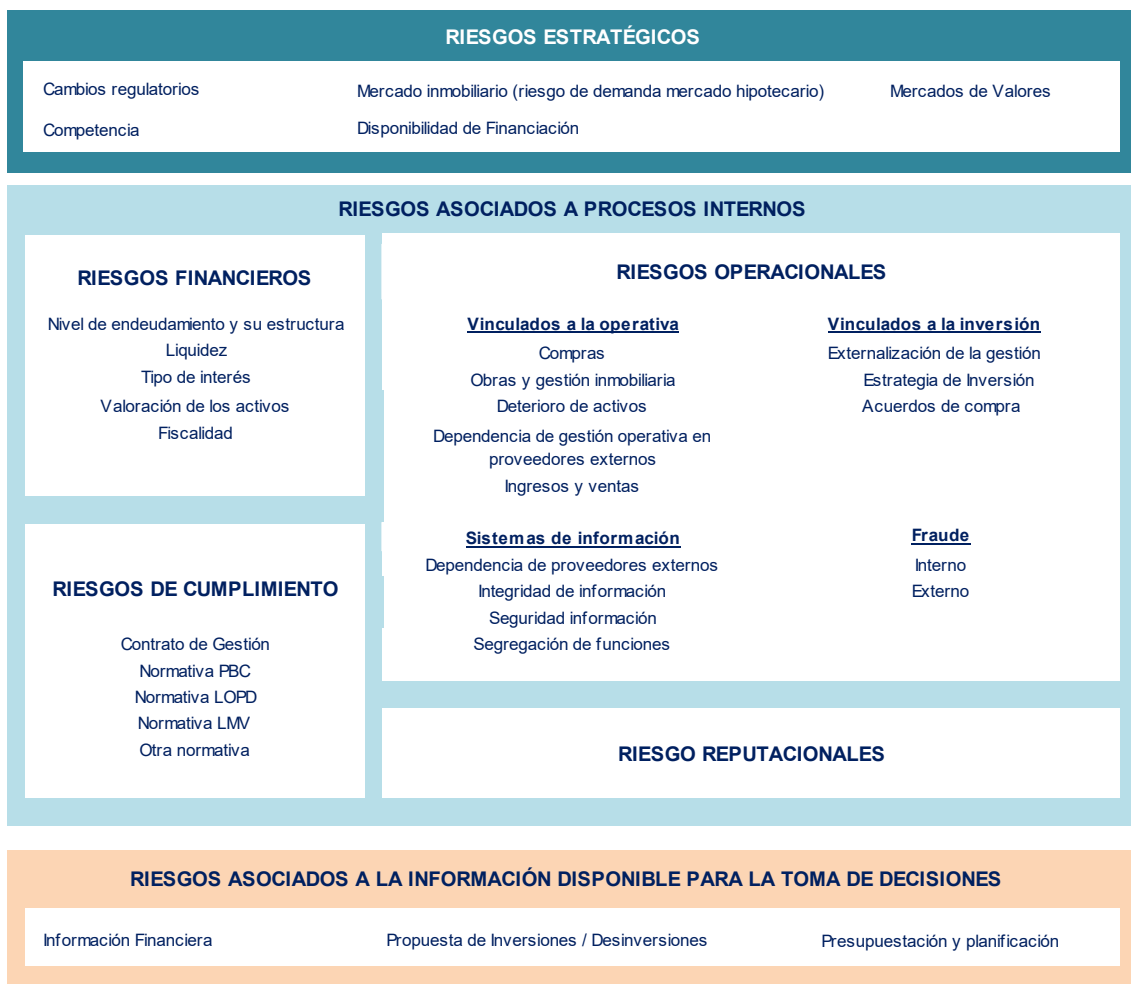 RIESGOS ESTRATÉGICOS
Cambios regulatorios
Mercado inmobiliario (riesgo de demanda mercado hipotecario)
Mercados de Valores
Competencia
Disponibilidad de Financiación
RIESGOS ASOCIADOS A PROCESOS INTERNOS
RIESGOS FINANCIEROS
Nivel de endeudamiento y su estructura
Liquidez
Tipo de interés
Valoración de los activos
Fiscalidad
RIESGOS OPERACIONALES
Vinculados a la operativa
Compras
Obras y gestión inmobiliaria
Deterioro de activos
Dependencia de gestión operativa en
proveedores externos
Ingresos y ventas
Vinculados a la inversión
Externalización de la gestión
Estrategia de Inversión
Acuerdos de compra
Sistemas de información
Dependencia de proveedores externos
Integridad de información
Seguridad información
Segregación de funciones
Fraude
Interno
Externo
RIESGOS DE CUMPLIMIENTO
Contrato de Gestión
Normativa PBC
Normativa LOPD
Normativa LMV
Otra normativa
RIESGO REPUTACIONALES
RIESGOS ASOCIADOS A LA INFORMACIÓN DISPONIBLE PARA LA TOMA DE DECISIONES
Información Financiera
Propuesta de Inversiones / Desinversiones
Presupuestación y planificación